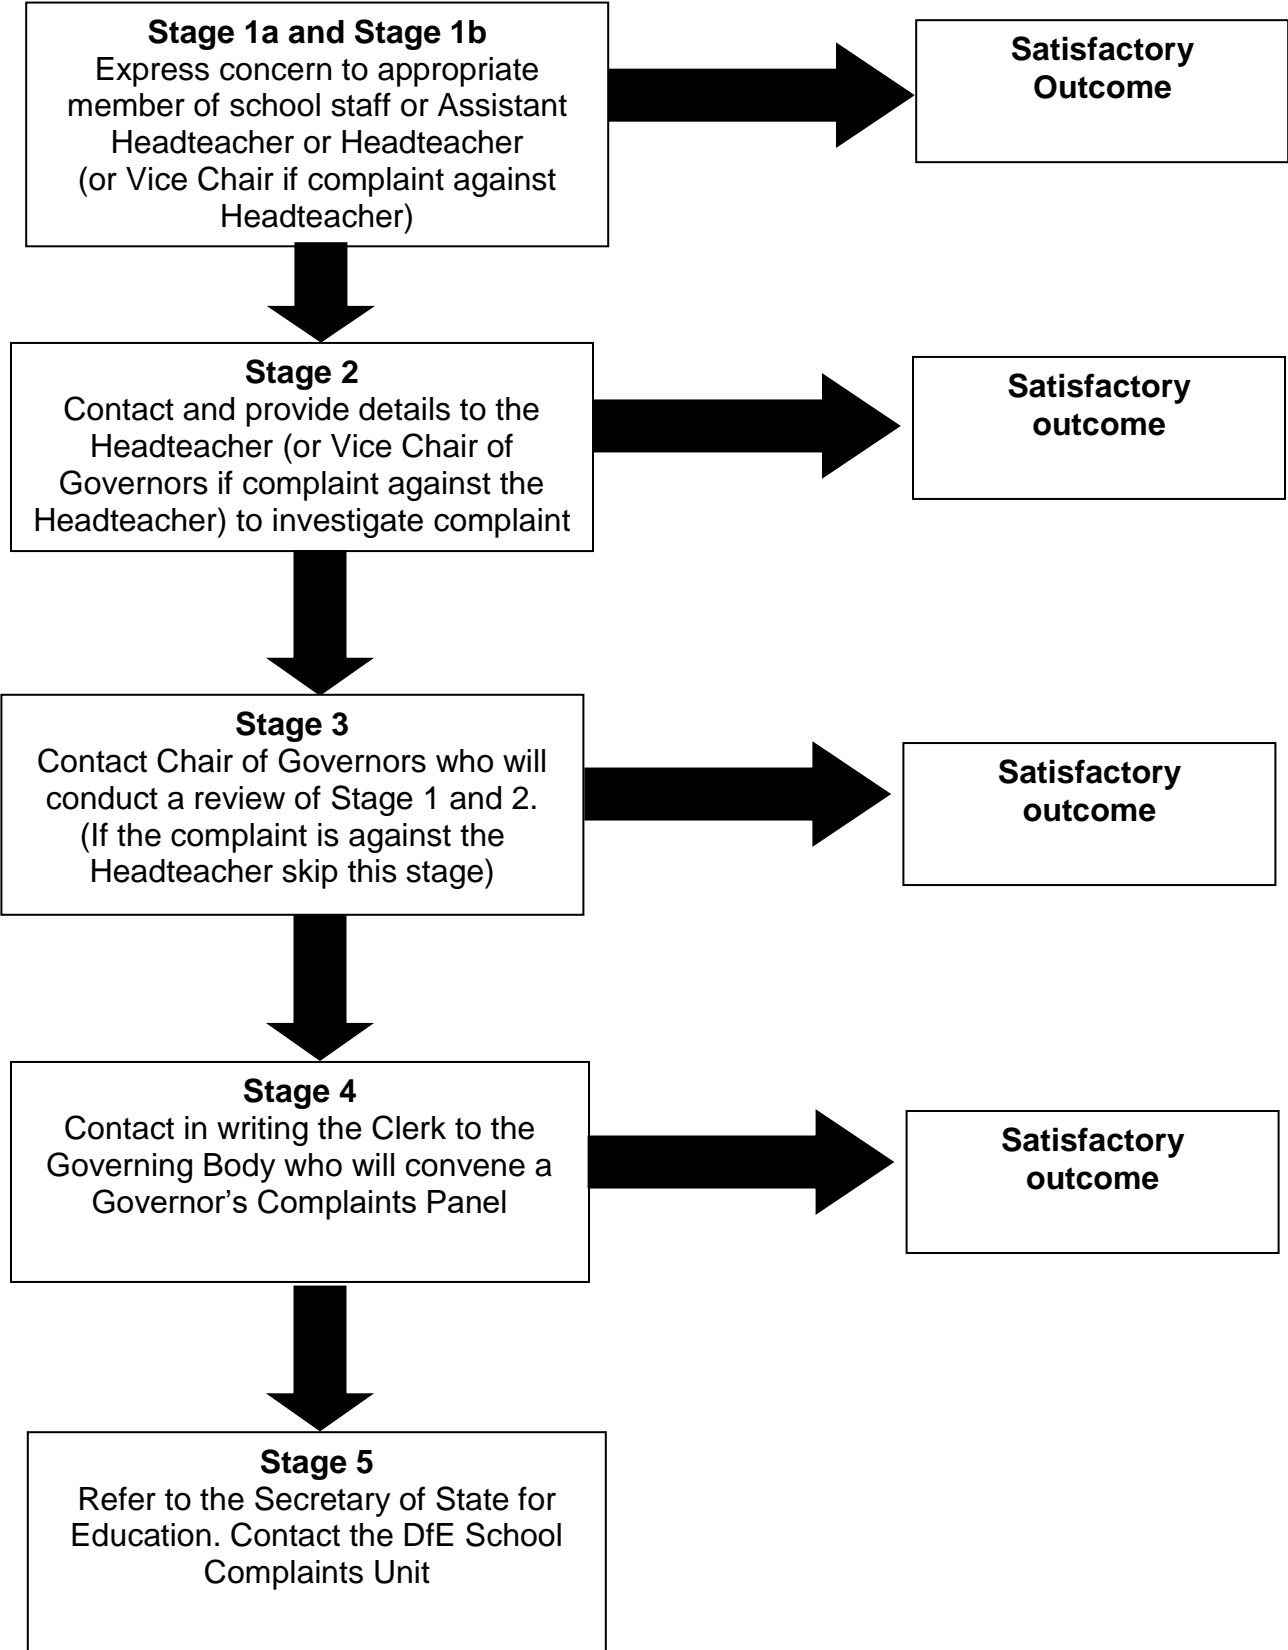 Stage 1a and Stage 1b
Express concern to appropriate
member of school staff or Assistant
Headteacher or Headteacher
(or Vice Chair if complaint against
Headteacher)
Satisfactory
Outcome
Stage 2
Contact and provide details to the
Headteacher (or Vice Chair of
Governors if complaint against the
Headteacher) to investigate complaint
Satisfactory
outcome
Stage 3
Contact Chair of Governors who will
conduct a review of Stage 1 and 2.
(If the complaint is against the
Headteacher skip this stage)
Satisfactory
outcome
Stage 4
Contact in writing the Clerk to the
Governing Body who will convene a
Governor’s Complaints Panel
Satisfactory
outcome
Stage 5
Refer to the Secretary of State for
Education. Contact the DfE School
Complaints Unit